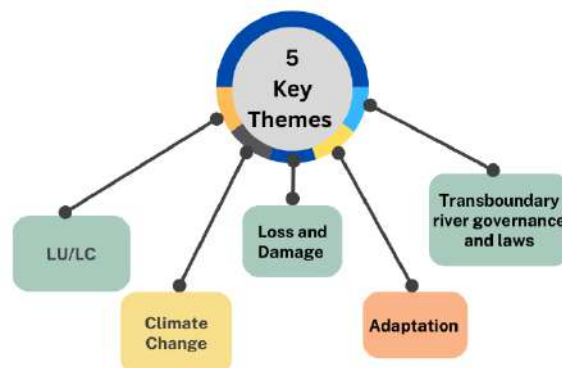 5
Key
Themes
LU/LC
Climate
Change
Loss and
Damage
Adaptation
Transboundary
river governance
and laws